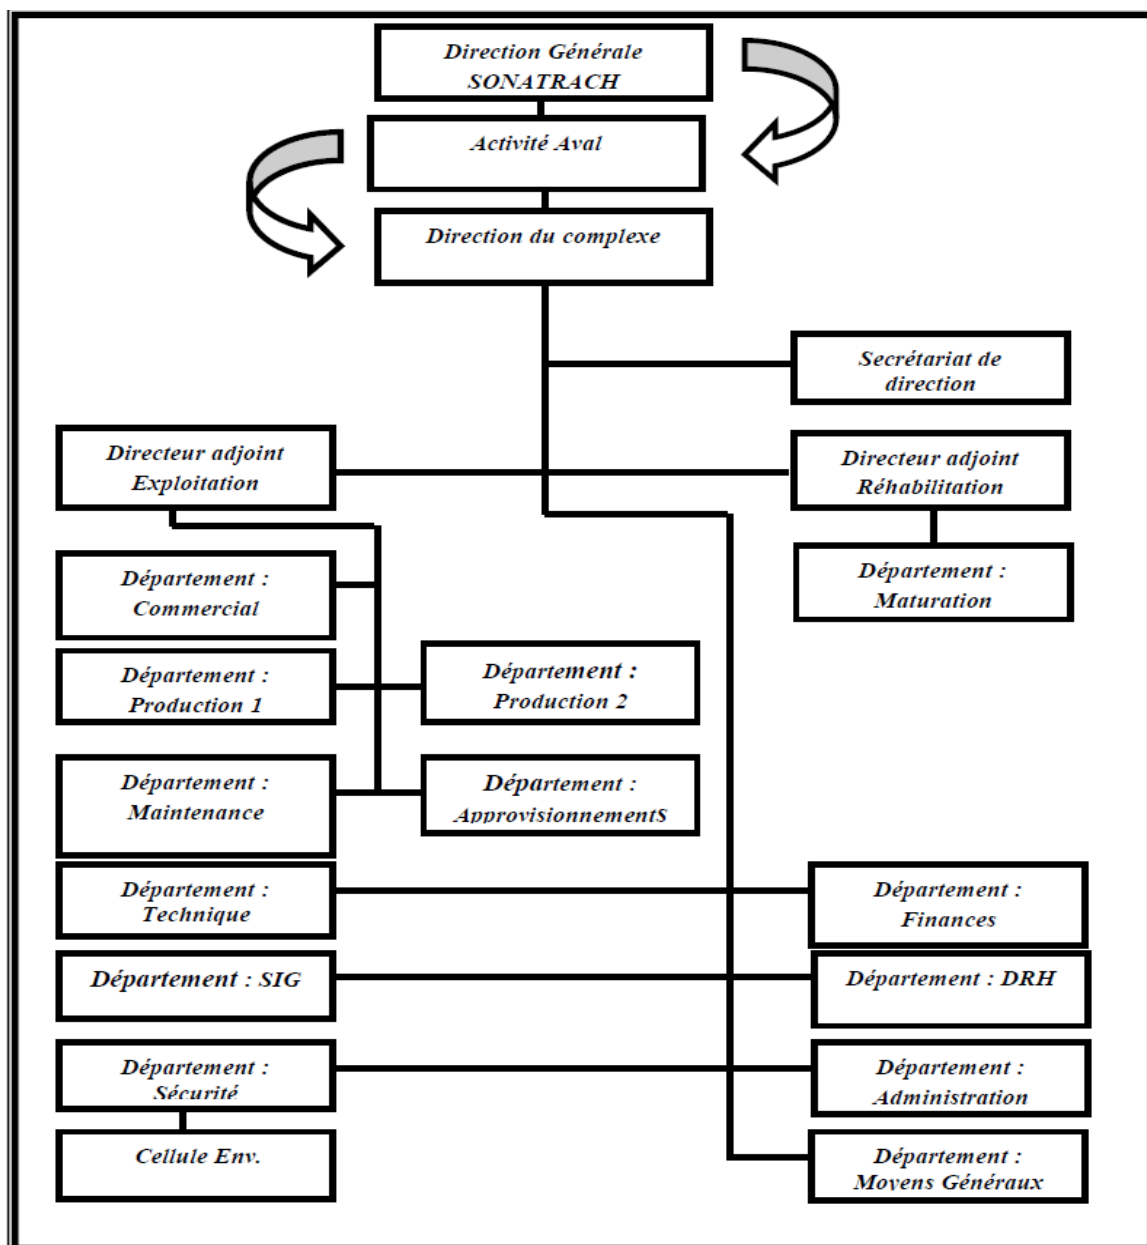 Direction Générale
SONATRACH
Activité Aval
Direction du complexe
Secrétariat de
direction
Directeur adjoint
Exploitation
Directeur adjoint
Réhabilitation
Département :
Commercial
Département :
Maturation
Département :
Production 1
Département :
Production 2
Département :
Maintenance
Département :
Approvisionnements
Département :
Technique
Département :
Finances
Département : SIG
Département : DRH
Département :
Sécurité
Département :
Administration
Cellule Env.
Département :
Moyens Généraux